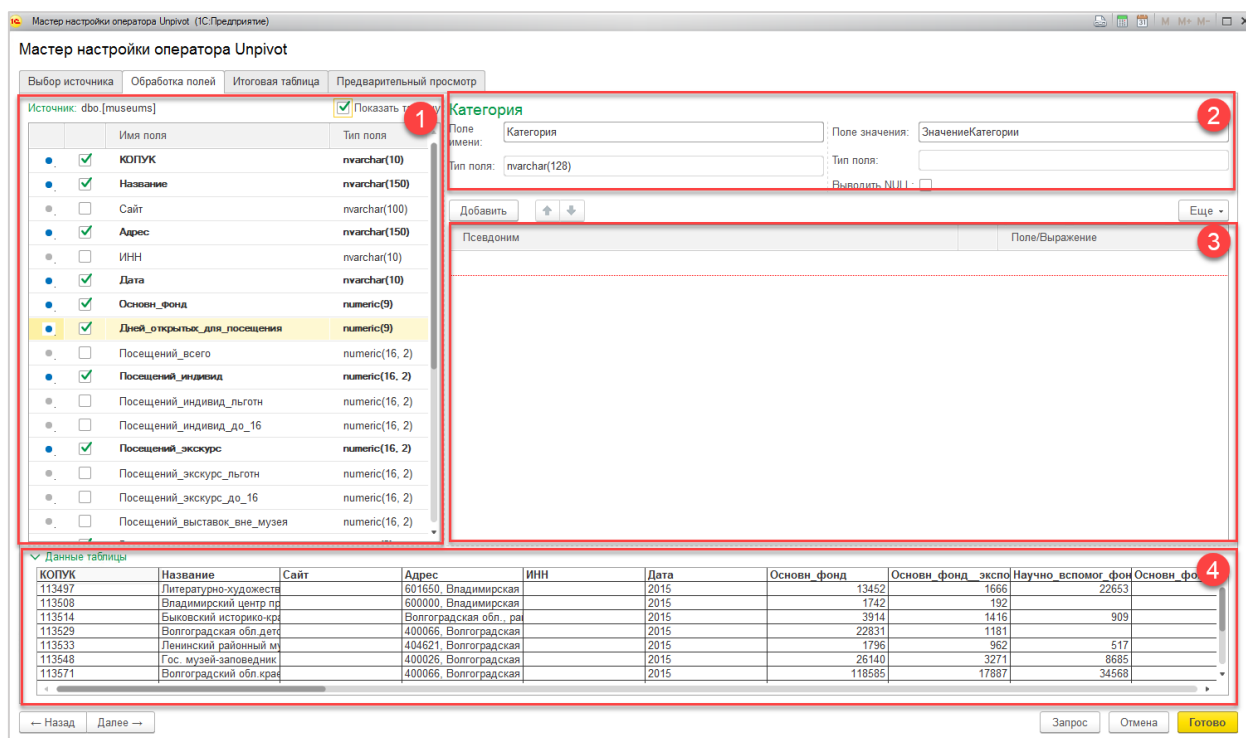 Мастер настройки оператора Unpivot (1С:Предприятие)
M M+ M-
Мастер настройки оператора Unpivot
Выбор источника Обработка полей Итоговая таблица Предварительный просмотр
Источник: dbo.[museums] Показать
1
Имя поля Тип поля
КОПУК nvarchar(10)
Название nvarchar(150)
Сайт nvarchar(100)
Адрес nvarchar(150)
ИНН nvarchar(10)
Дата nvarchar(10)
Основн_фонд numeric(9)
Дней_открытых_для_посещения numeric(9)
Посещений_всего numeric(16, 2)
Посещений_индивид numeric(16, 2)
Посещений_индивид_льготн numeric(16, 2)
Посещений_индивид_до_16 numeric(16, 2)
Посещений_экскурс numeric(16, 2)
Посещений_экскурс_льготн numeric(16, 2)
Посещений_экскурс_до_16 numeric(16, 2)
Посещений_выставок_вне_музея numeric(16, 2)
Категория
2
Поле имени: Категория Поле значения: ЗначениеКатегории
Тип поля: nvarchar(128) Тип поля:
Выводить NULL:
Добавить Еще
Псевдоним Поле/Выражение
3
Данные таблицы
4
КОПУК Название Сайт Адрес ИНН Дата Основн_фонд Основн_фонд__экспо Научно_вспомог_фон Основн_фо
113497 Литературно-художеств 601650, Владимирская 2015 13452 1666 22653
113508 Владимирский центр пр 600000, Владимирская 2015 1742 192
113514 Быковский историко-кра Волгоградская обл., ра 2015 3914 1416 909
113529 Волгоградская обл.детс 400066, Волгоградская 2015 22831 1181
113533 Ленинский районный му 404621, Волгоградская 2015 1796 962 517
113548 Гос. музей-заповедник 400026, Волгоградская 2015 26140 3271 8685
113571 Волгоградский обл.крае 400066, Волгоградская 2015 118585 17887 34568
← Назад Далее → Запрос Отмена Готово